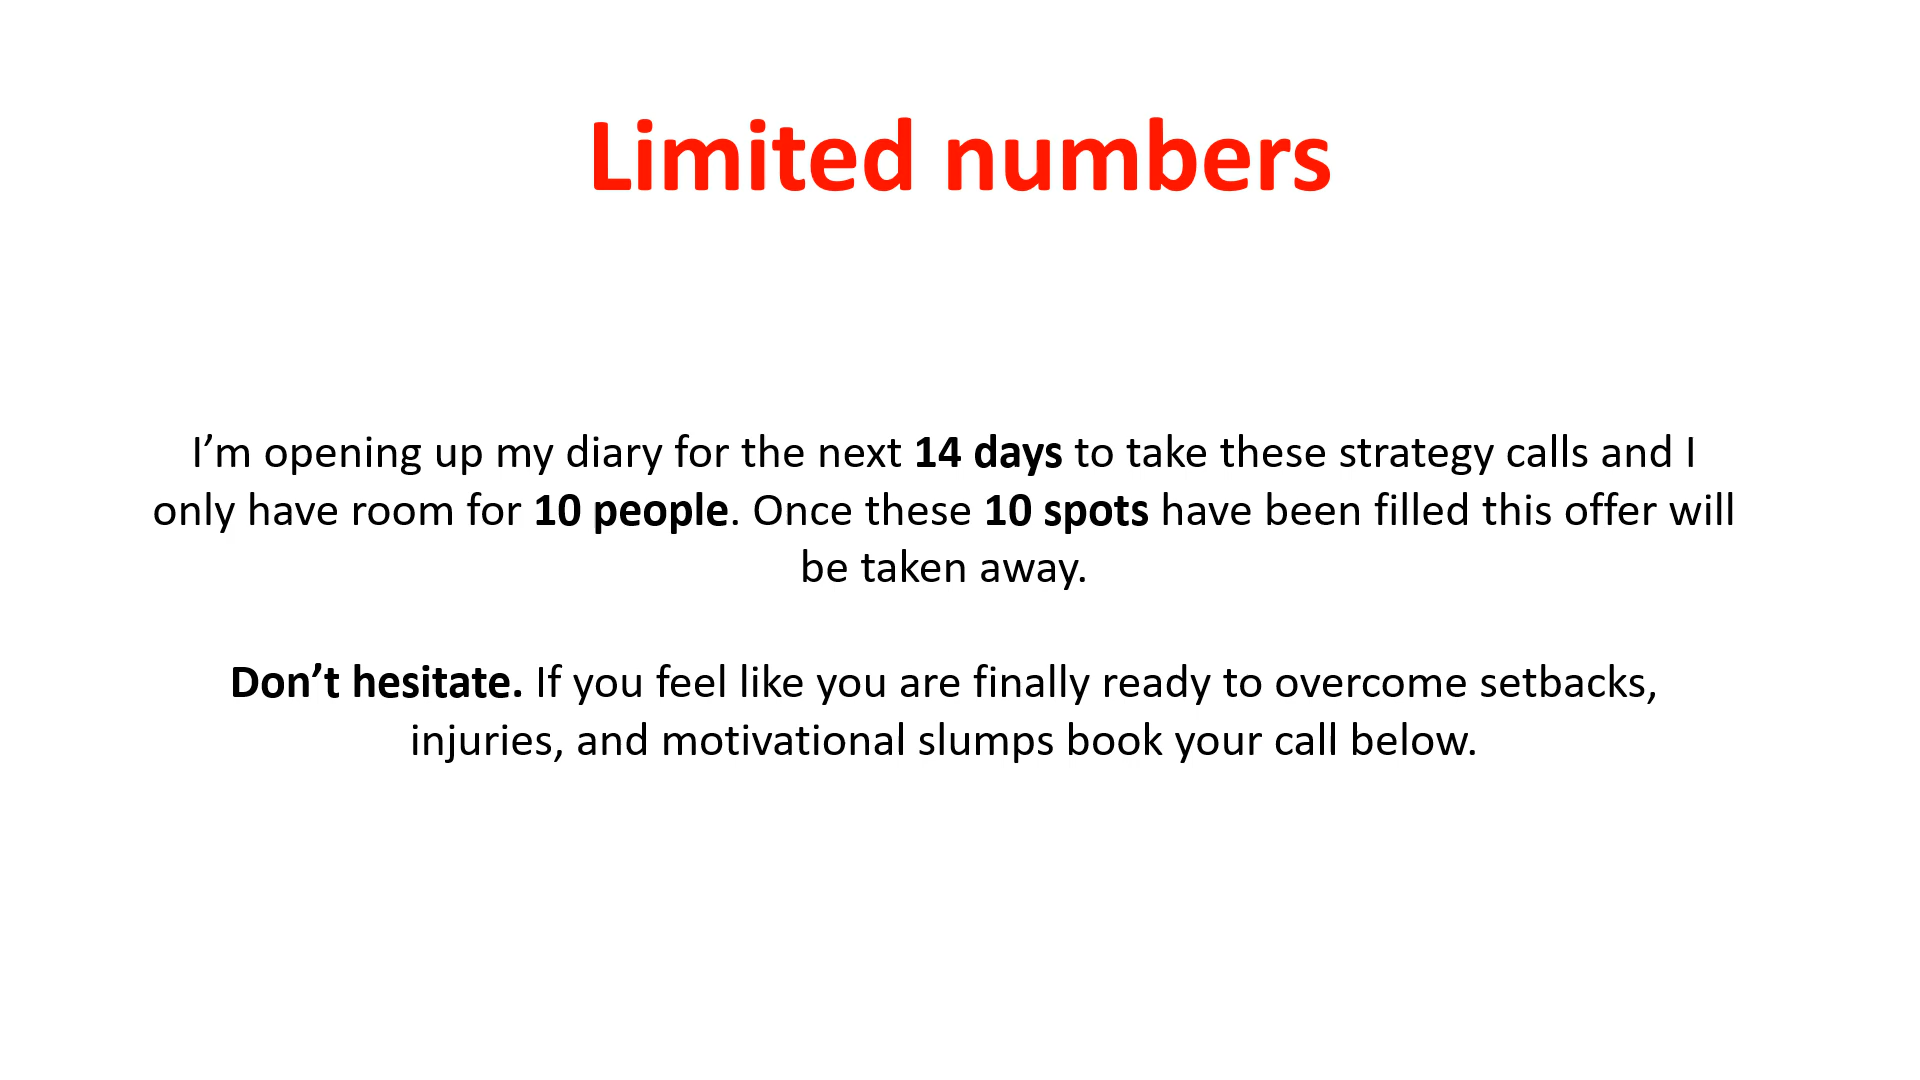 Limited numbers
I’m opening up my diary for the next 14 days to take these strategy calls and I
only have room for 10 people. Once these 10 spots have been filled this offer will
be taken away.
Don’t hesitate. If you feel like you are finally ready to overcome setbacks,
injuries, and motivational slumps book your call below.